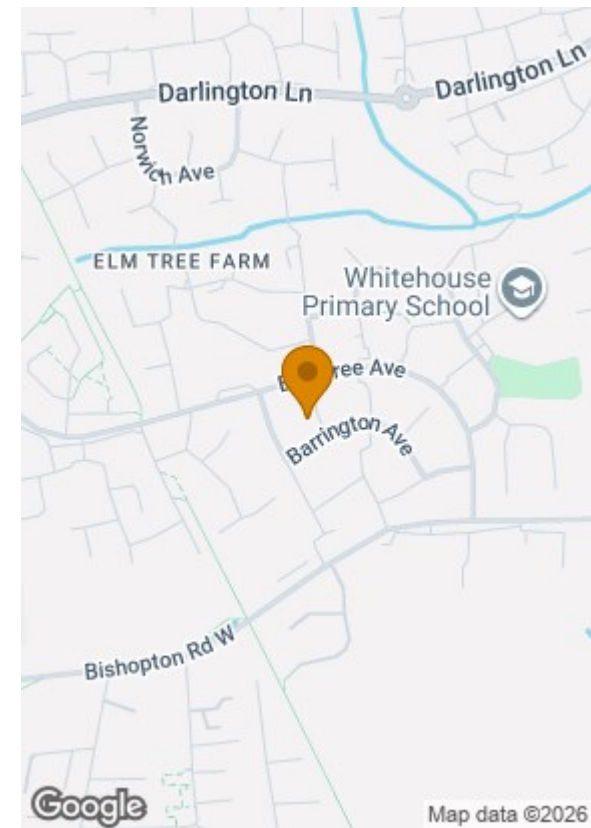 Darlington Ln
Darlington Ln
Norwich Ave
ELM TREE FARM
Whitehouse
Primary School
ree Ave
Barrington Ave
Bishopton Rd W
Google
Map data ©2026